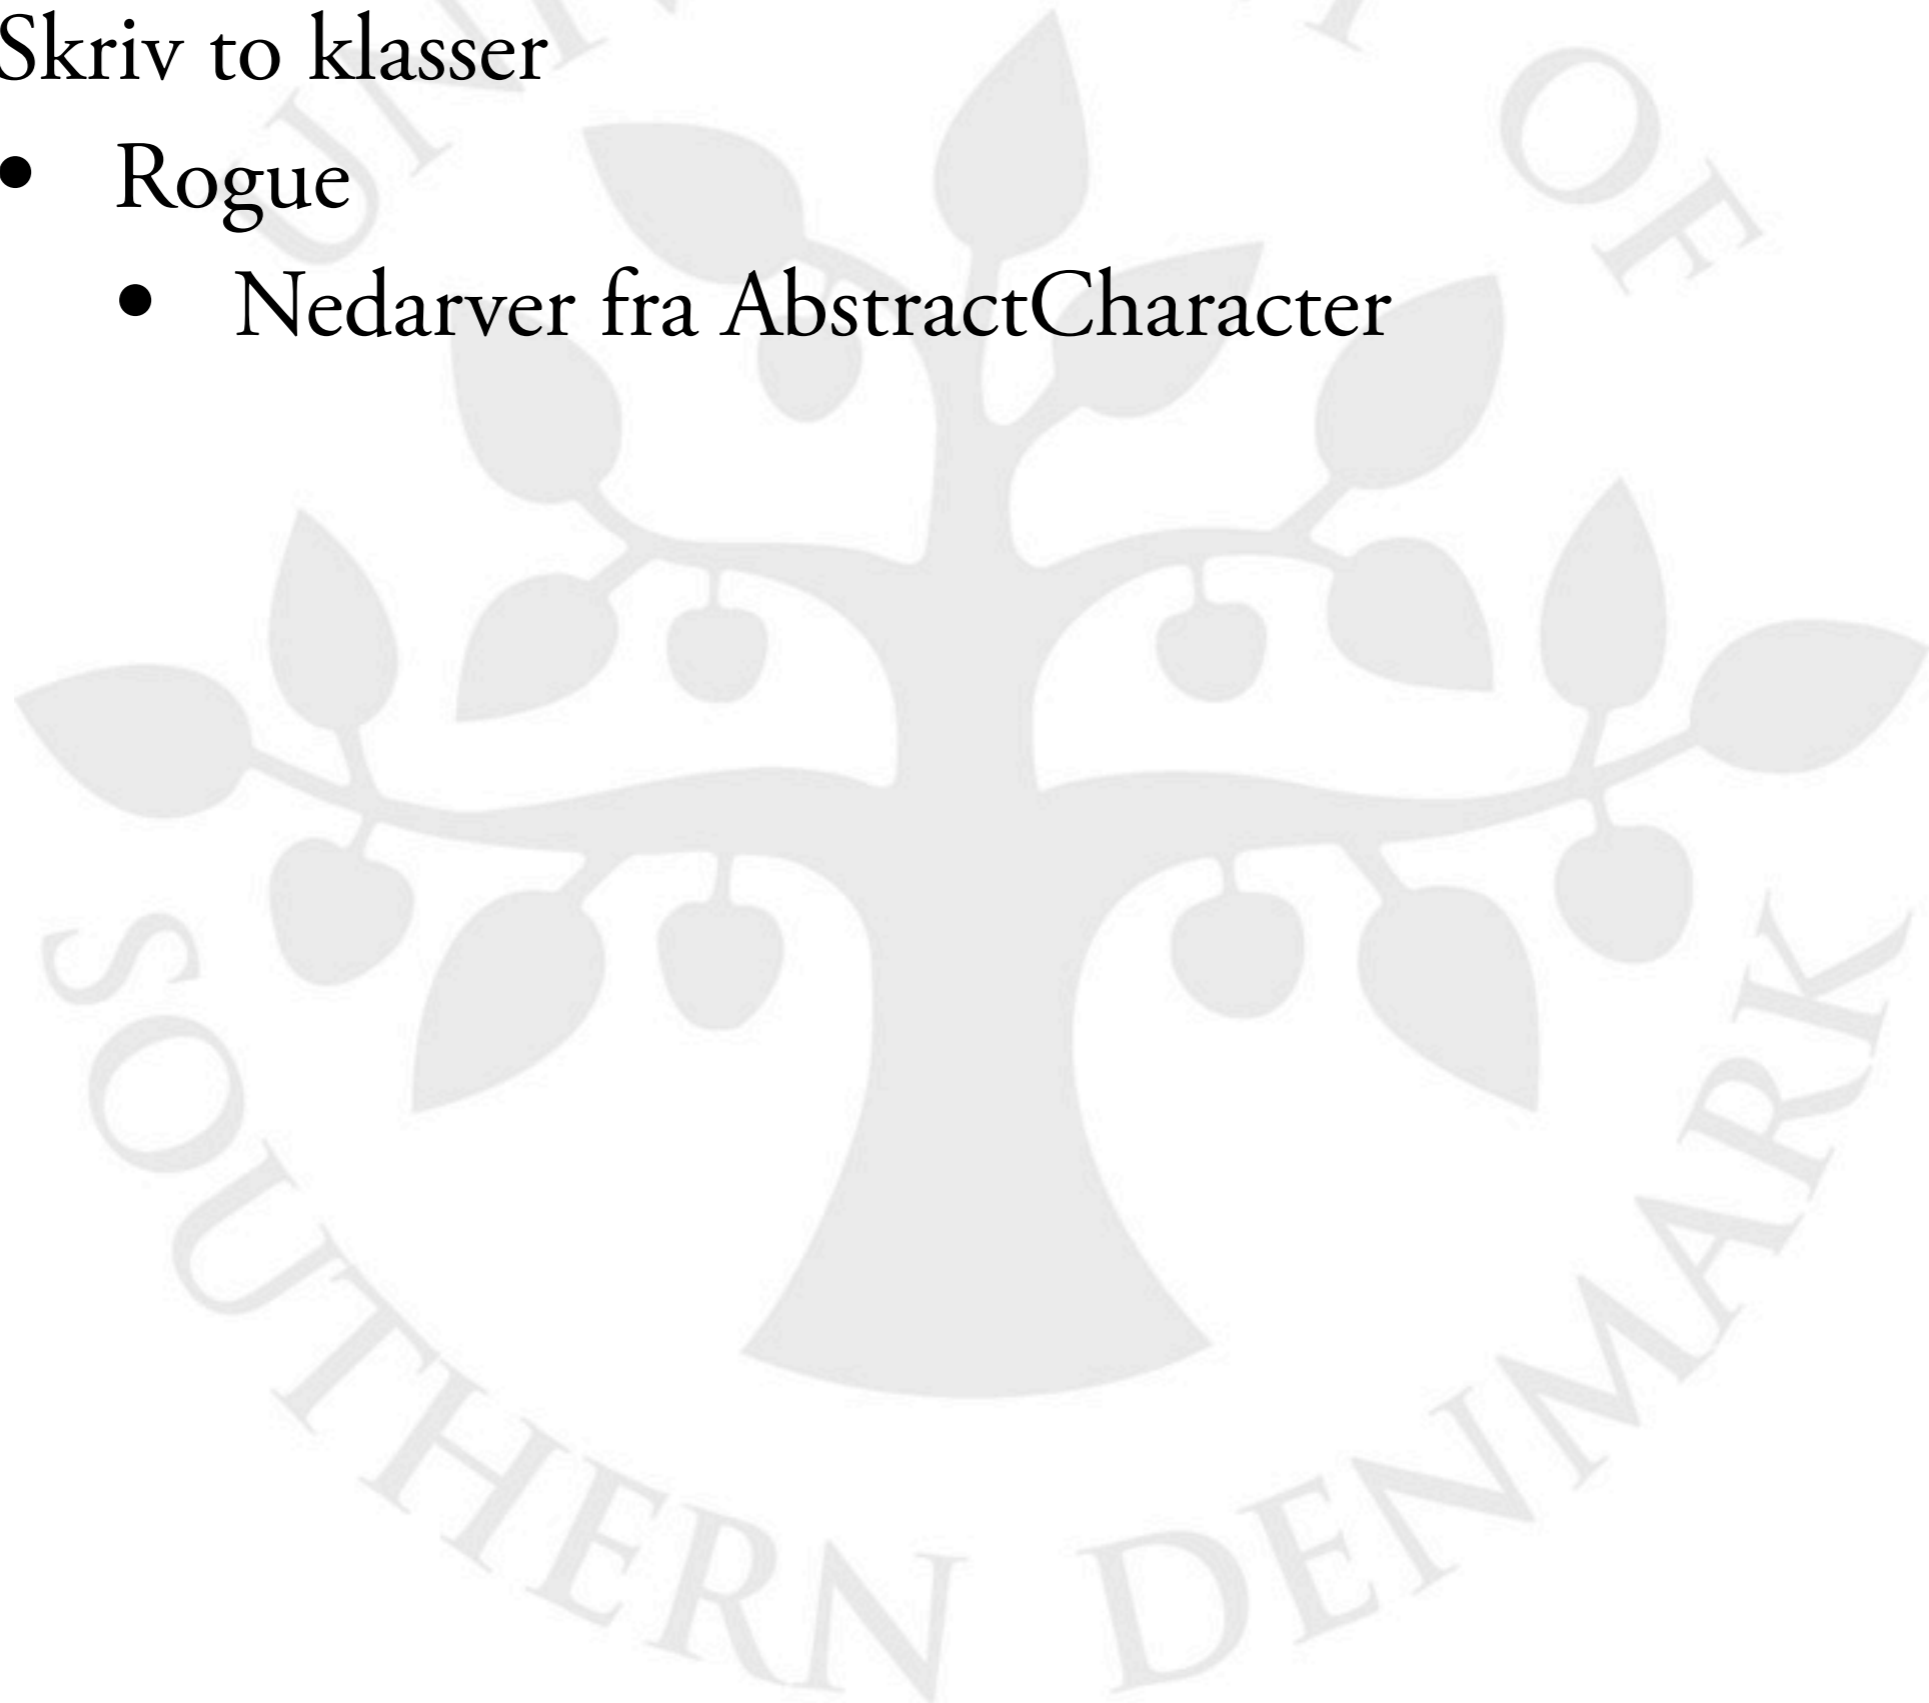 Skriv to klasser
• Rogue
• Nedarver fra AbstractCharacter
SOUTHERN DENMARK
OF